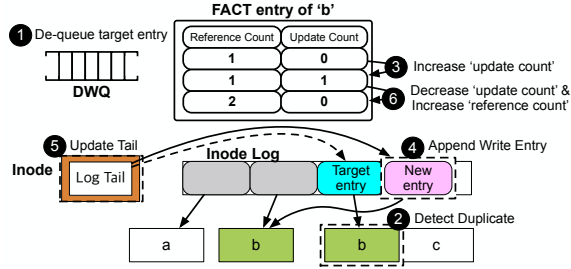 FACT entry of 'b'
1 De-queue target entry
DWQ
Reference Count Update Count
1 0
1 1
2 0
3 Increase 'update count'
6 Decrease 'update count' &
Increase 'reference count'
5 Update Tail
4 Append Write Entry
Inode
Log Tail
Inode Log
Target
entry
New
entry
2 Detect Duplicate
a b b c